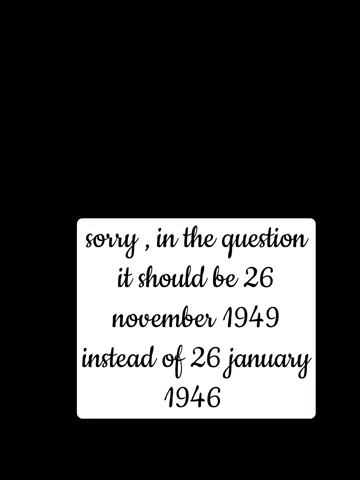 sorry , in the question
it should be 26
november 1949
instead of 26 january
1946